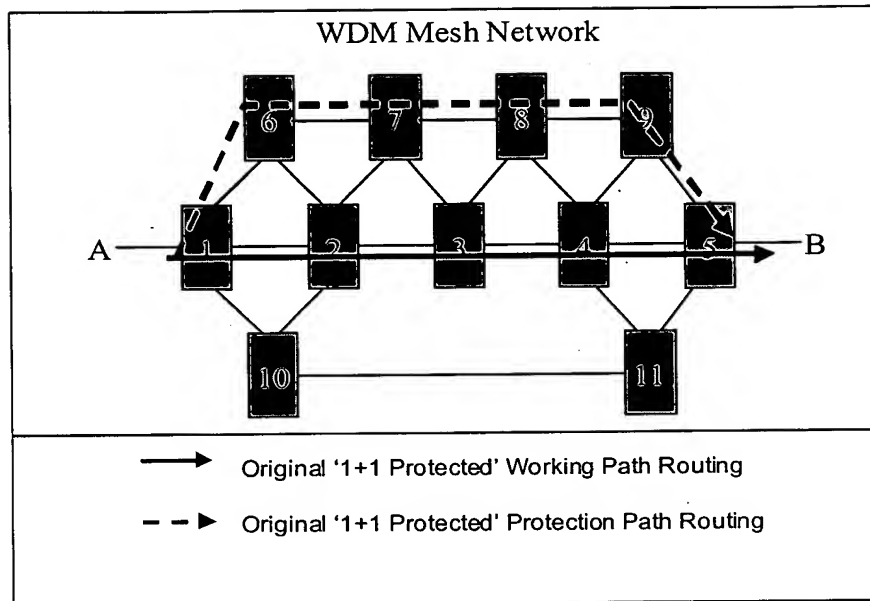 WDM Mesh Network
6 7 8 9
A 1 2 3 4 5 B
10 11
Original '1+1 Protected' Working Path Routing
Original '1+1 Protected' Protection Path Routing